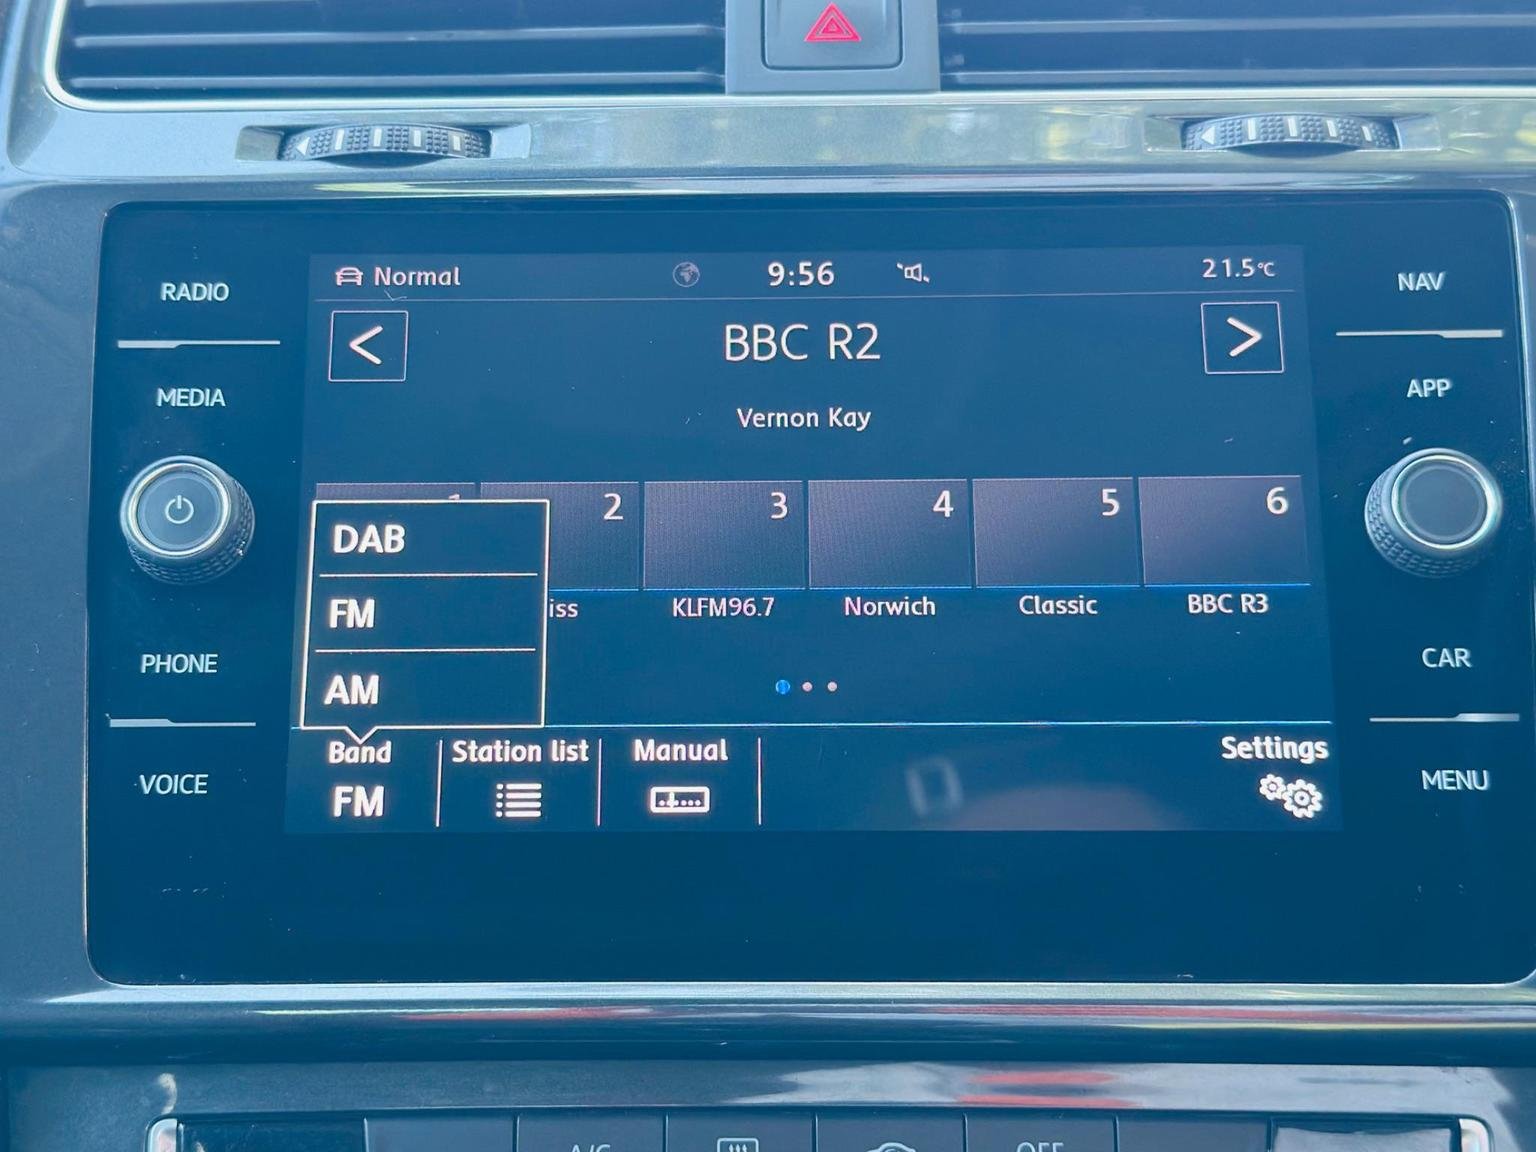 Normal
9:56
21.5°C
<
BBC R2
>
Vernon Kay
RADIO
MEDIA
PHONE
VOICE
NAV
APP
CAR
MENU
2
3
4
5
6
DAB
FM
AM
iss
KLFM96.7
Norwich
Classic
BBC R3
Band
FM
Station list
Manual
Settings
A/C
OFF